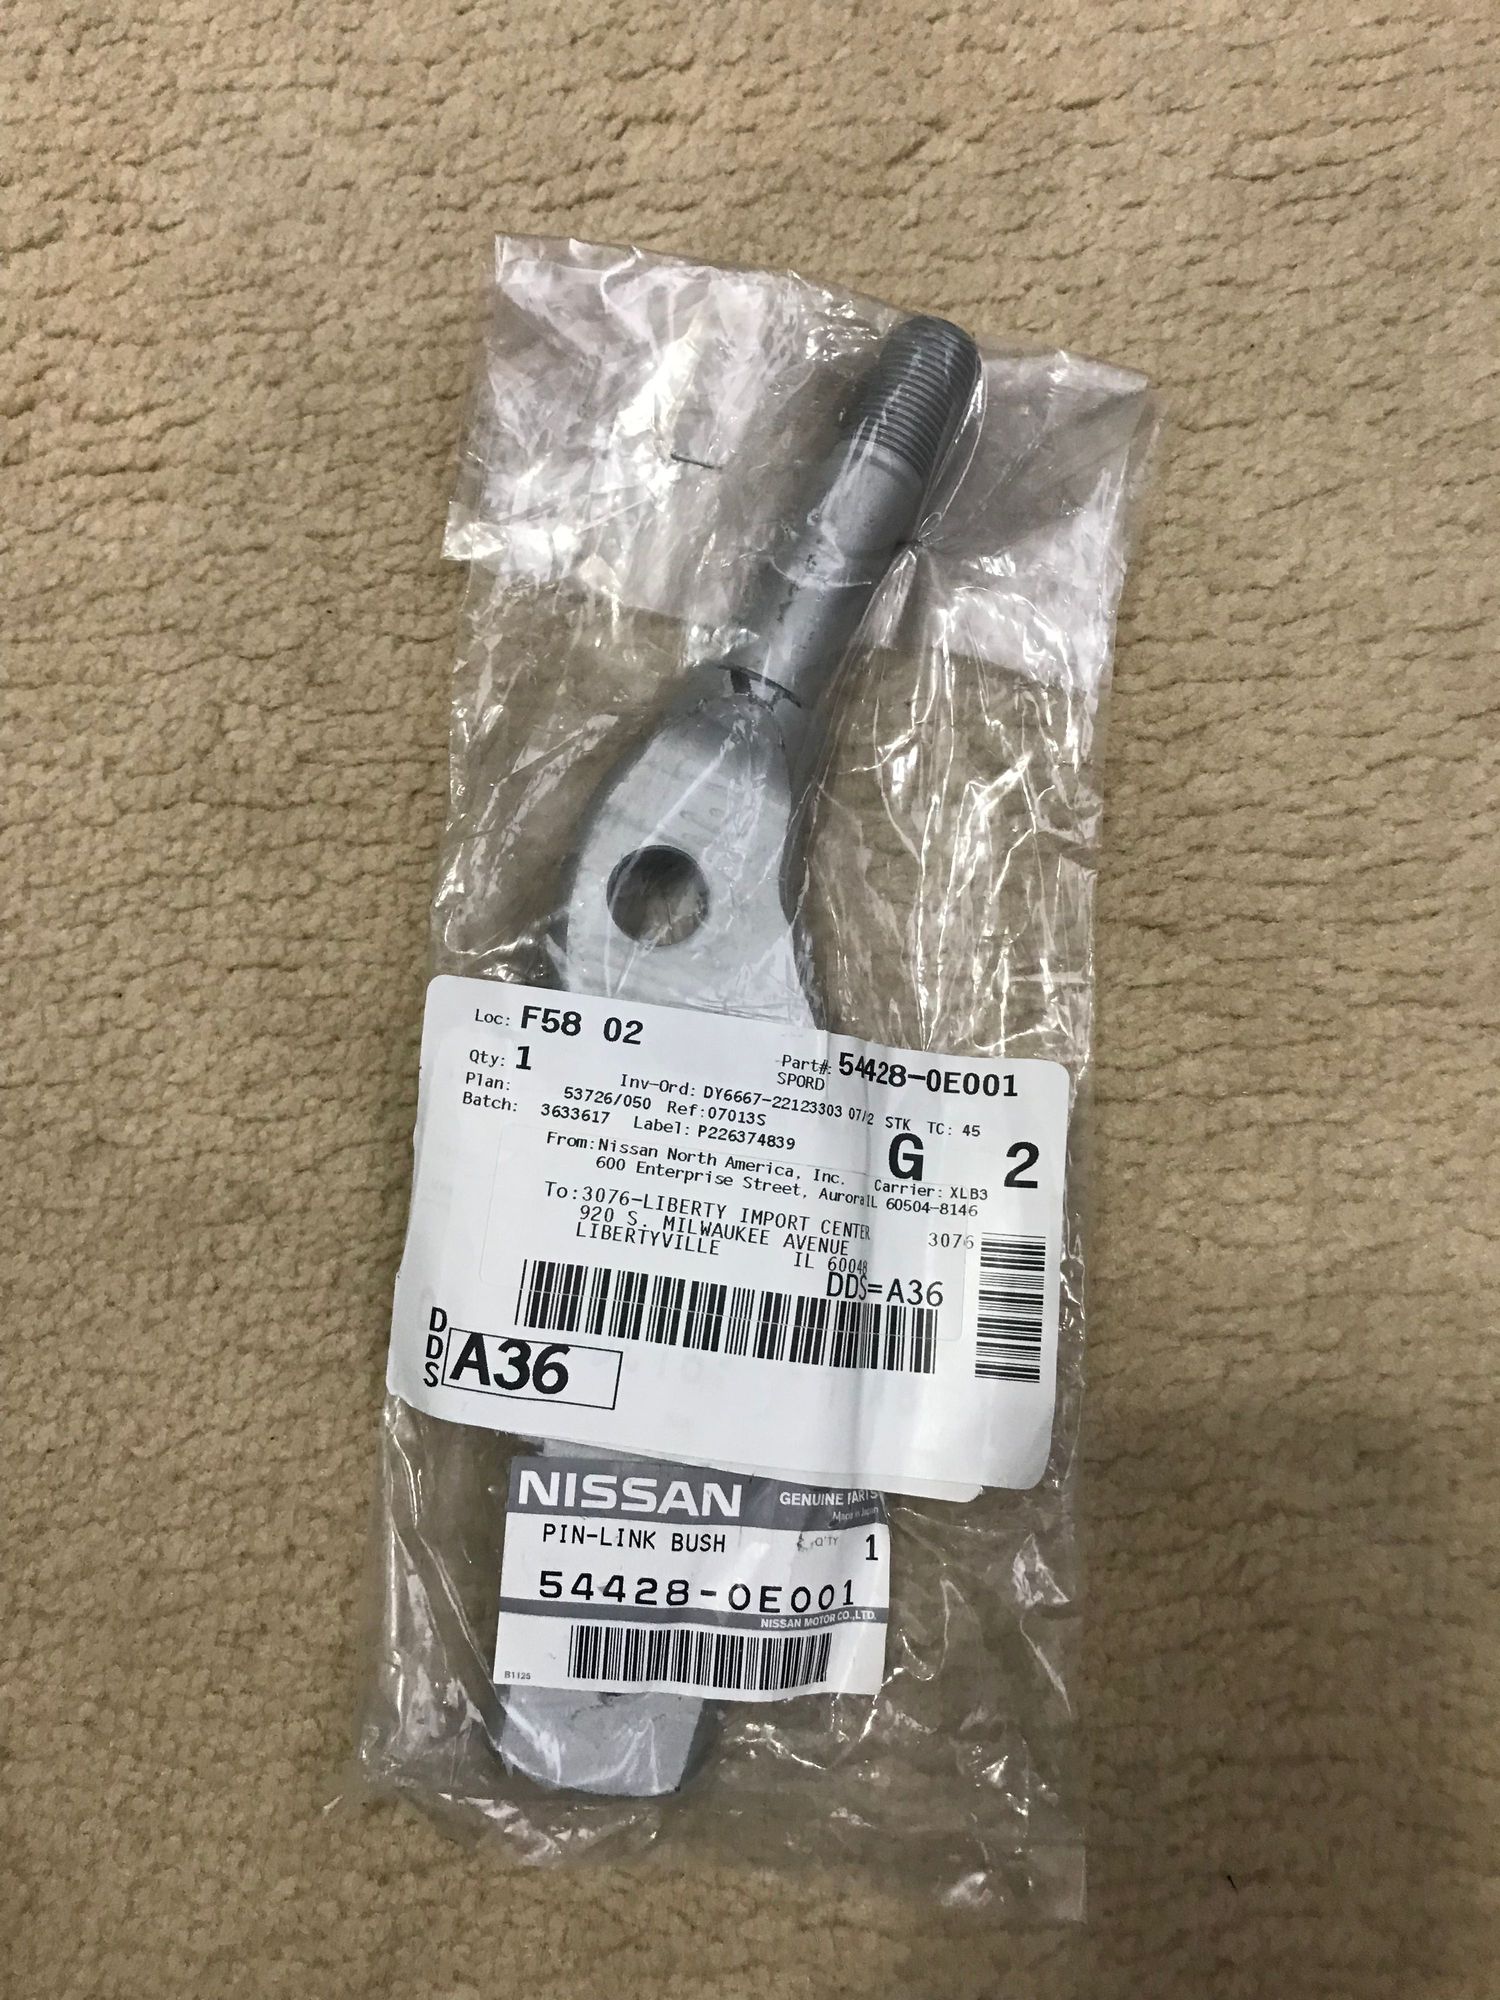 Loc: F58 02
Qty: 1
Part#: 54428-0E001
SPORD
Plan:
Inv-Ord: DY6667-22123303 07/2 STK TC: 45
53726/050 Ref:07013S
Batch: 3633617 Label: P226374839
G 2
From: Nissan North America, Inc. Carrier: XLB3
600 Enterprise Street, Aurora IL 60504-8146
To: 3076-LIBERTY IMPORT CENTER 3076
920 S. MILWAUKEE AVENUE
LIBERTYVILLE IL 60048
DDS=A36
DDS A36
NISSAN GENUINE PARTS
Made in Japan
PIN-LINK BUSH Q'TY 1
54428-0E001
NISSAN MOTOR CO.,LTD.
B1125